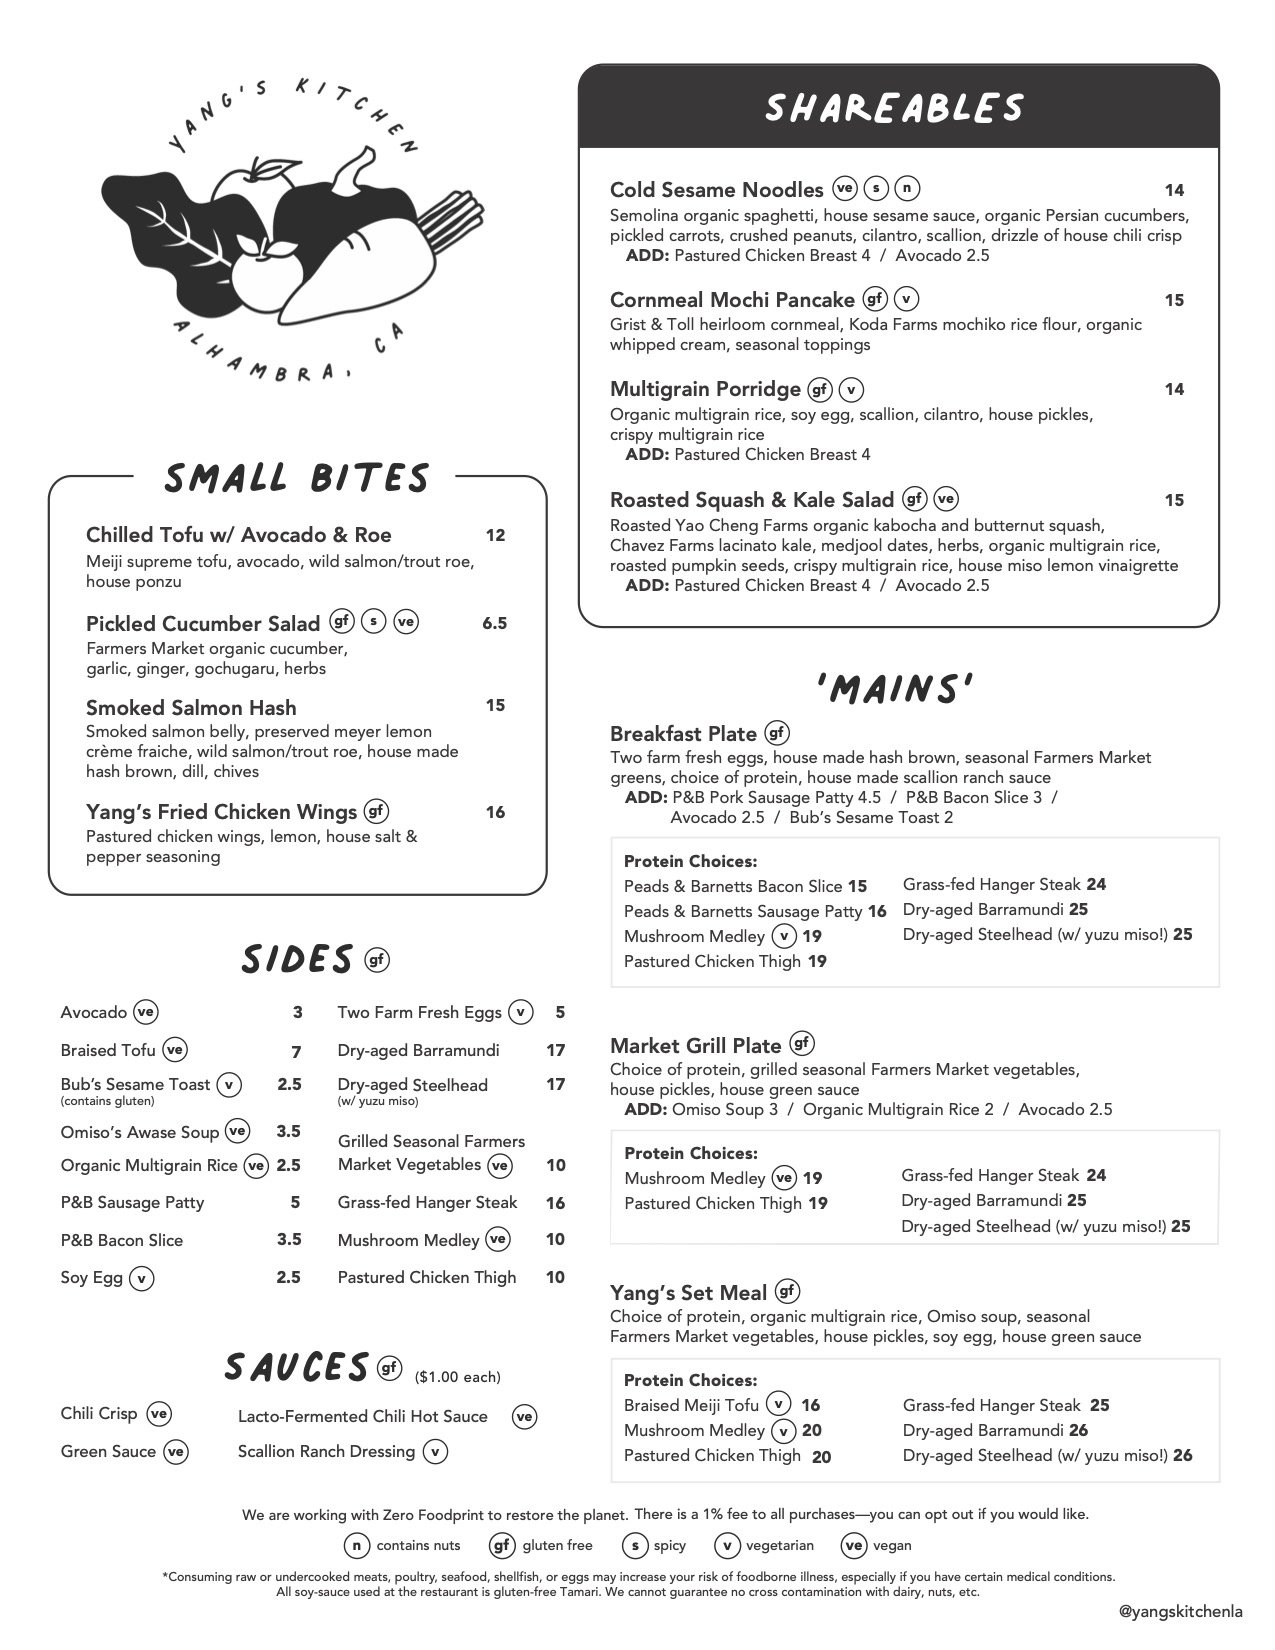 YANG'S KITCHEN
ALHAMBRA, CA
SMALL BITES
Chilled Tofu w/ Avocado & Roe 12
Meiji supreme tofu, avocado, wild salmon/trout roe,
house ponzu
Pickled Cucumber Salad gf s ve 6.5
Farmers Market organic cucumber,
garlic, ginger, gochugaru, herbs
Smoked Salmon Hash 15
Smoked salmon belly, preserved meyer lemon
crème fraiche, wild salmon/trout roe, house made
hash brown, dill, chives
Yang's Fried Chicken Wings gf 16
Pastured chicken wings, lemon, house salt &
pepper seasoning
SIDES gf
Avocado ve 3
Braised Tofu ve 7
Bub's Sesame Toast v 2.5
(contains gluten)
Omiso's Awase Soup ve 3.5
Organic Multigrain Rice ve 2.5
P&B Sausage Patty 5
P&B Bacon Slice 3.5
Soy Egg v 2.5
Two Farm Fresh Eggs v 5
Dry-aged Barramundi 17
Dry-aged Steelhead 17
(w/ yuzu miso)
Grilled Seasonal Farmers
Market Vegetables ve 10
Grass-fed Hanger Steak 16
Mushroom Medley ve 10
Pastured Chicken Thigh 10
SAUCES gf ($1.00 each)
Chili Crisp ve
Green Sauce ve
Lacto-Fermented Chili Hot Sauce ve
Scallion Ranch Dressing v
SHAREABLES
Cold Sesame Noodles ve s n 14
Semolina organic spaghetti, house sesame sauce, organic Persian cucumbers,
pickled carrots, crushed peanuts, cilantro, scallion, drizzle of house chili crisp
ADD: Pastured Chicken Breast 4 / Avocado 2.5
Cornmeal Mochi Pancake gf v 15
Grist & Toll heirloom cornmeal, Koda Farms mochiko rice flour, organic
whipped cream, seasonal toppings
Multigrain Porridge gf v 14
Organic multigrain rice, soy egg, scallion, cilantro, house pickles,
crispy multigrain rice
ADD: Pastured Chicken Breast 4
Roasted Squash & Kale Salad gf ve 15
Roasted Yao Cheng Farms organic kabocha and butternut squash,
Chavez Farms lacinato kale, medjool dates, herbs, organic multigrain rice,
roasted pumpkin seeds, crispy multigrain rice, house miso lemon vinaigrette
ADD: Pastured Chicken Breast 4 / Avocado 2.5
'MAINS'
Breakfast Plate gf
Two farm fresh eggs, house made hash brown, seasonal Farmers Market
greens, choice of protein, house made scallion ranch sauce
ADD: P&B Pork Sausage Patty 4.5 / P&B Bacon Slice 3 /
Avocado 2.5 / Bub's Sesame Toast 2
Protein Choices:
Peads & Barnetts Bacon Slice 15
Peads & Barnetts Sausage Patty 16
Mushroom Medley v 19
Pastured Chicken Thigh 19
Grass-fed Hanger Steak 24
Dry-aged Barramundi 25
Dry-aged Steelhead (w/ yuzu miso!) 25
Market Grill Plate gf
Choice of protein, grilled seasonal Farmers Market vegetables,
house pickles, house green sauce
ADD: Omiso Soup 3 / Organic Multigrain Rice 2 / Avocado 2.5
Protein Choices:
Mushroom Medley ve 19
Pastured Chicken Thigh 19
Grass-fed Hanger Steak 24
Dry-aged Barramundi 25
Dry-aged Steelhead (w/ yuzu miso!) 25
Yang's Set Meal gf
Choice of protein, organic multigrain rice, Omiso soup, seasonal
Farmers Market vegetables, house pickles, soy egg, house green sauce
Protein Choices:
Braised Meiji Tofu v 16
Mushroom Medley v 20
Pastured Chicken Thigh 20
Grass-fed Hanger Steak 25
Dry-aged Barramundi 26
Dry-aged Steelhead (w/ yuzu miso!) 26
We are working with Zero Foodprint to restore the planet. There is a 1% fee to all purchases—you can opt out if you would like.
n contains nuts gf gluten free s spicy v vegetarian ve vegan
*Consuming raw or undercooked meats, poultry, seafood, shellfish, or eggs may increase your risk of foodborne illness, especially if you have certain medical conditions.
All soy-sauce used at the restaurant is gluten-free Tamari. We cannot guarantee no cross contamination with dairy, nuts, etc.
@yangskitchenla